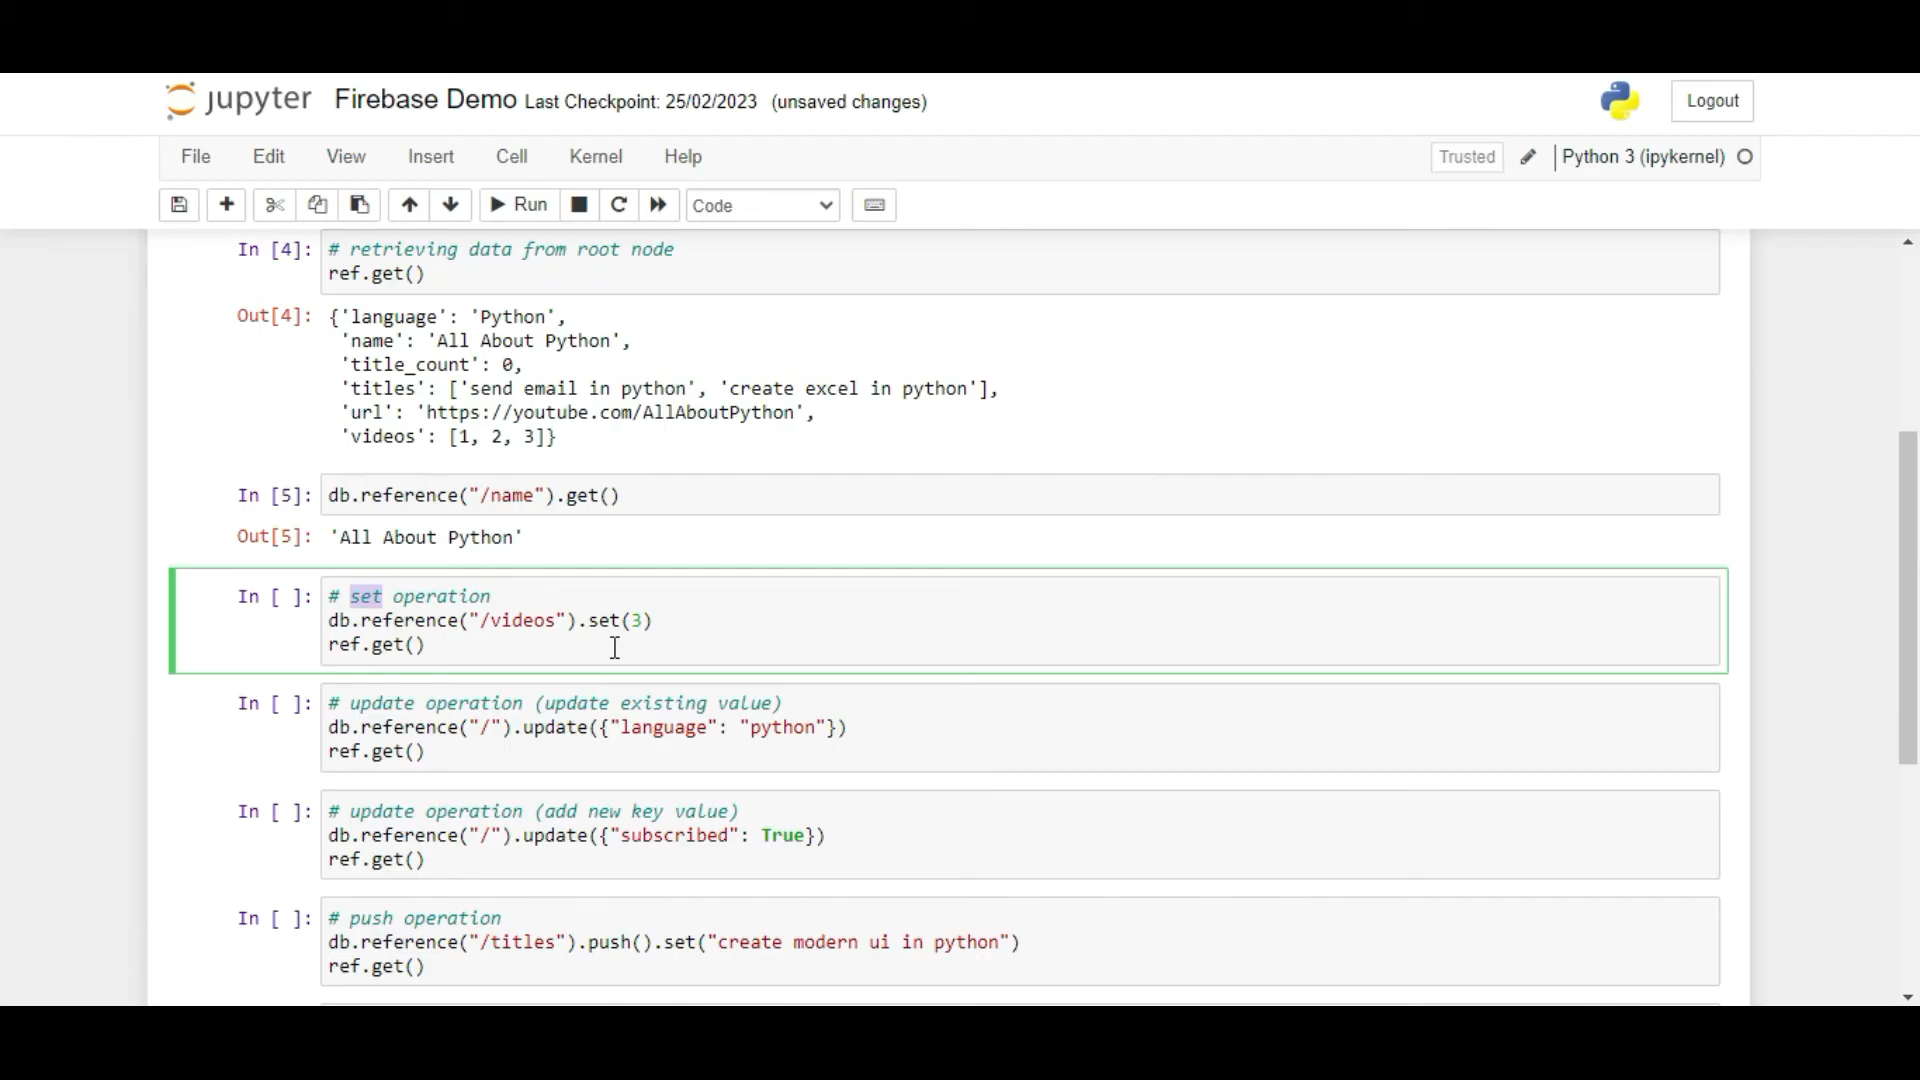 jupyter Firebase Demo Last Checkpoint: 25/02/2023 (unsaved changes) Logout
File Edit View Insert Cell Kernel Help Trusted Python 3 (ipykernel)
Run Code
In [4]: # retrieving data from root node
ref.get()
Out[4]: {'language': 'Python',
'name': 'All About Python',
'title_count': 0,
'titles': ['send email in python', 'create excel in python'],
'url': 'https://youtube.com/AllAboutPython',
'videos': [1, 2, 3]}
In [5]: db.reference("/name").get()
Out[5]: 'All About Python'
In [ ]: # set operation
db.reference("/videos").set(3)
ref.get()
In [ ]: # update operation (update existing value)
db.reference("/").update({"language": "python"})
ref.get()
In [ ]: # update operation (add new key value)
db.reference("/").update({"subscribed": True})
ref.get()
In [ ]: # push operation
db.reference("/titles").push().set("create modern ui in python")
ref.get()